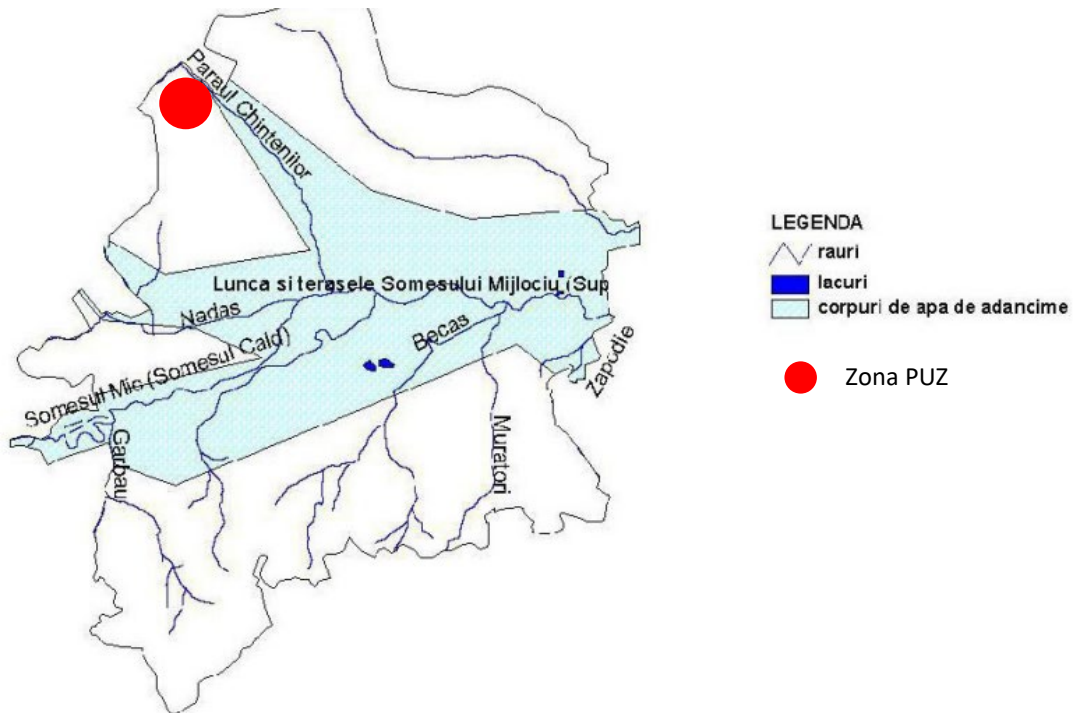 Paraul Chintenilor
Lunca si terasele Somesului Mijlociu (Sup
Nadas
Becas
Somesul Mic (Somesul Cald)
Zapodie
Garbau
Muratori
LEGENDA
rauri
lacuri
corpuri de apa de adancime
Zona PUZ